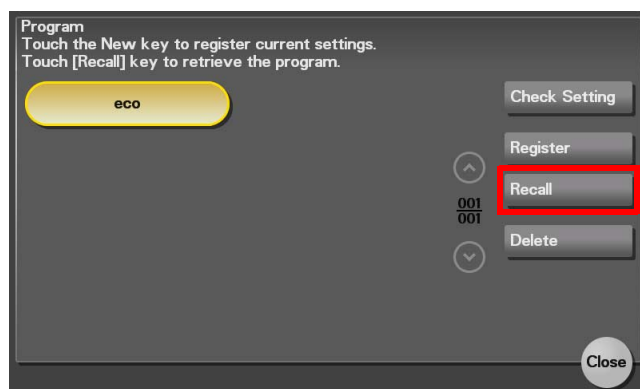 Program
Touch the New key to register current settings.
Touch [Recall] key to retrieve the program.
eco
Check Setting
Register
Recall
001
001
Delete
Close